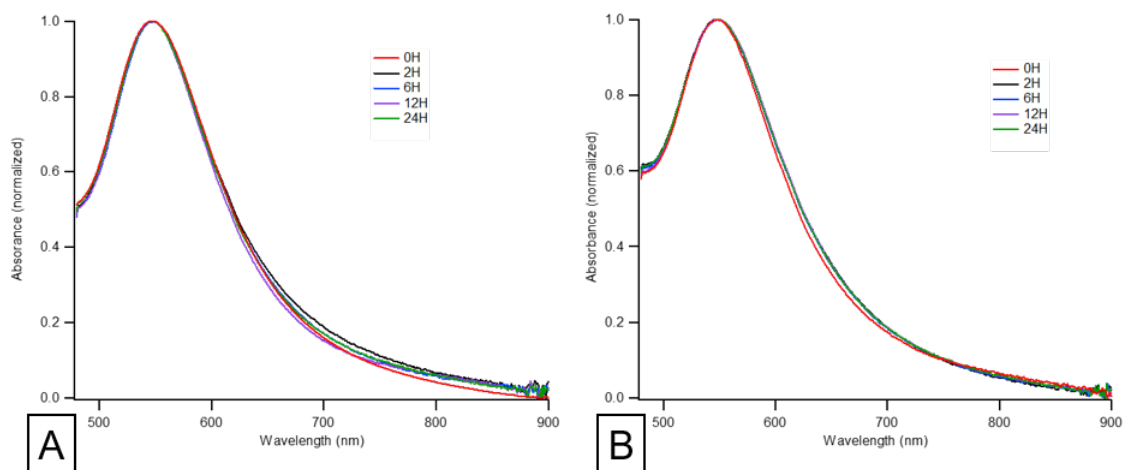 1.0
0.8
0.6
0.4
0.2
0.0
Absorance (normalized)
0H
2H
6H
12H
24H
500
600
700
800
900
Wavelength (nm)
A
1.0
0.8
0.6
0.4
0.2
0.0
Absorbance (normalized)
0H
2H
6H
12H
24H
500
600
700
800
900
Wavelength (nm)
B